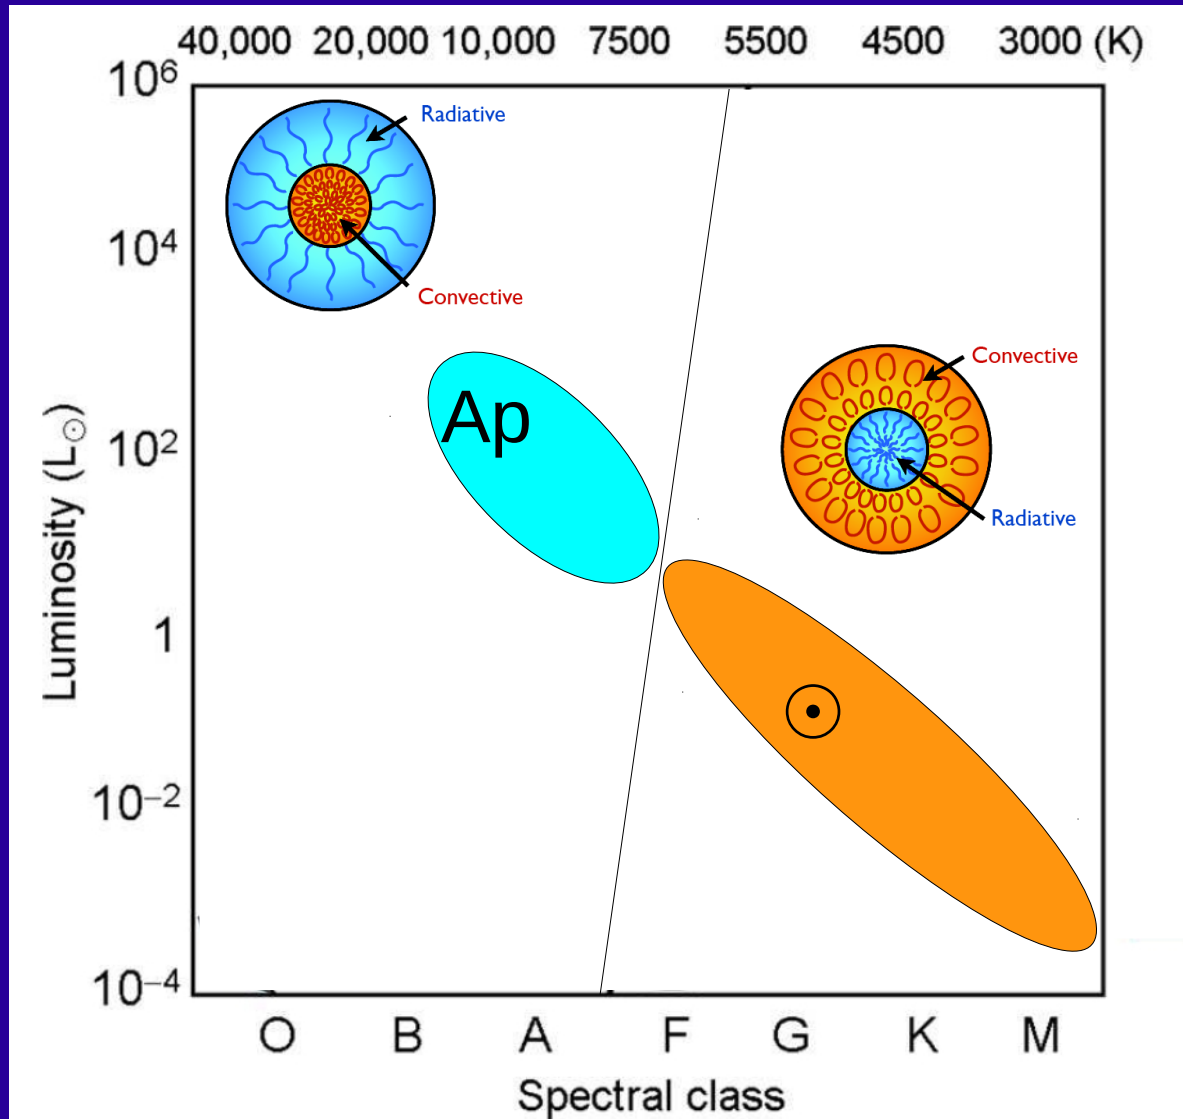 40,000 20,000 10,000 7500 5500 4500 3000 (K)
10⁶
Radiative
10⁴
Convective
Convective
Ap
10²
Radiative
Luminosity (L☉)
1
10⁻²
10⁻⁴
O B A F G K M
Spectral class